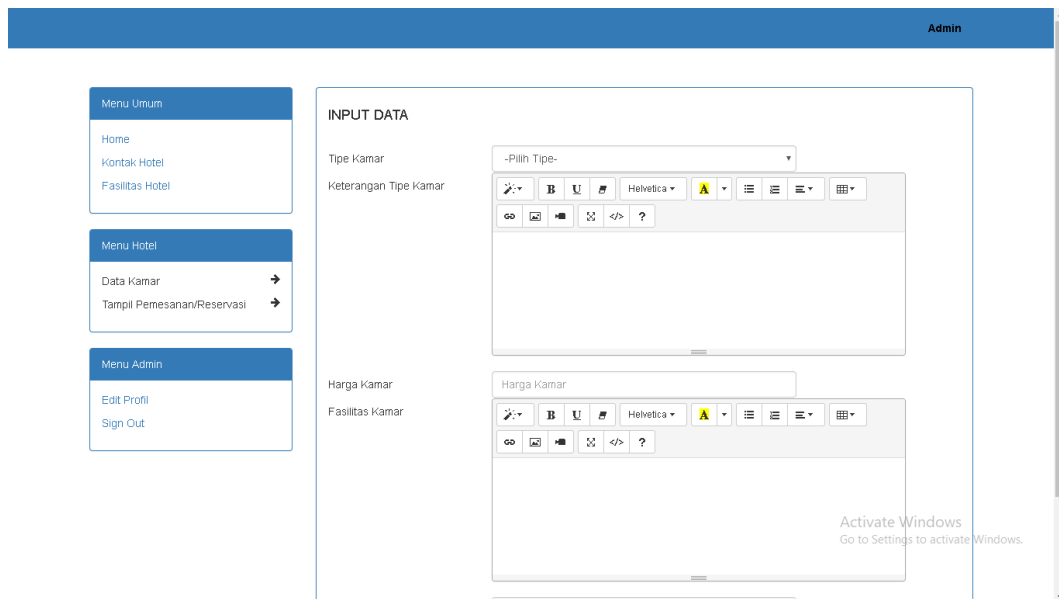 Admin
Menu Umum
Home
Kontak Hotel
Fasilitas Hotel
Menu Hotel
Data Kamar
Tampil Pemesanan/Reservasi
Menu Admin
Edit Profil
Sign Out
INPUT DATA
Tipe Kamar
-Pilih Tipe-
Keterangan Tipe Kamar
B U Helvetica A
</> ?
Harga Kamar
Harga Kamar
Fasilitas Kamar
B U Helvetica A
</> ?
Activate Windows
Go to Settings to activate Windows.